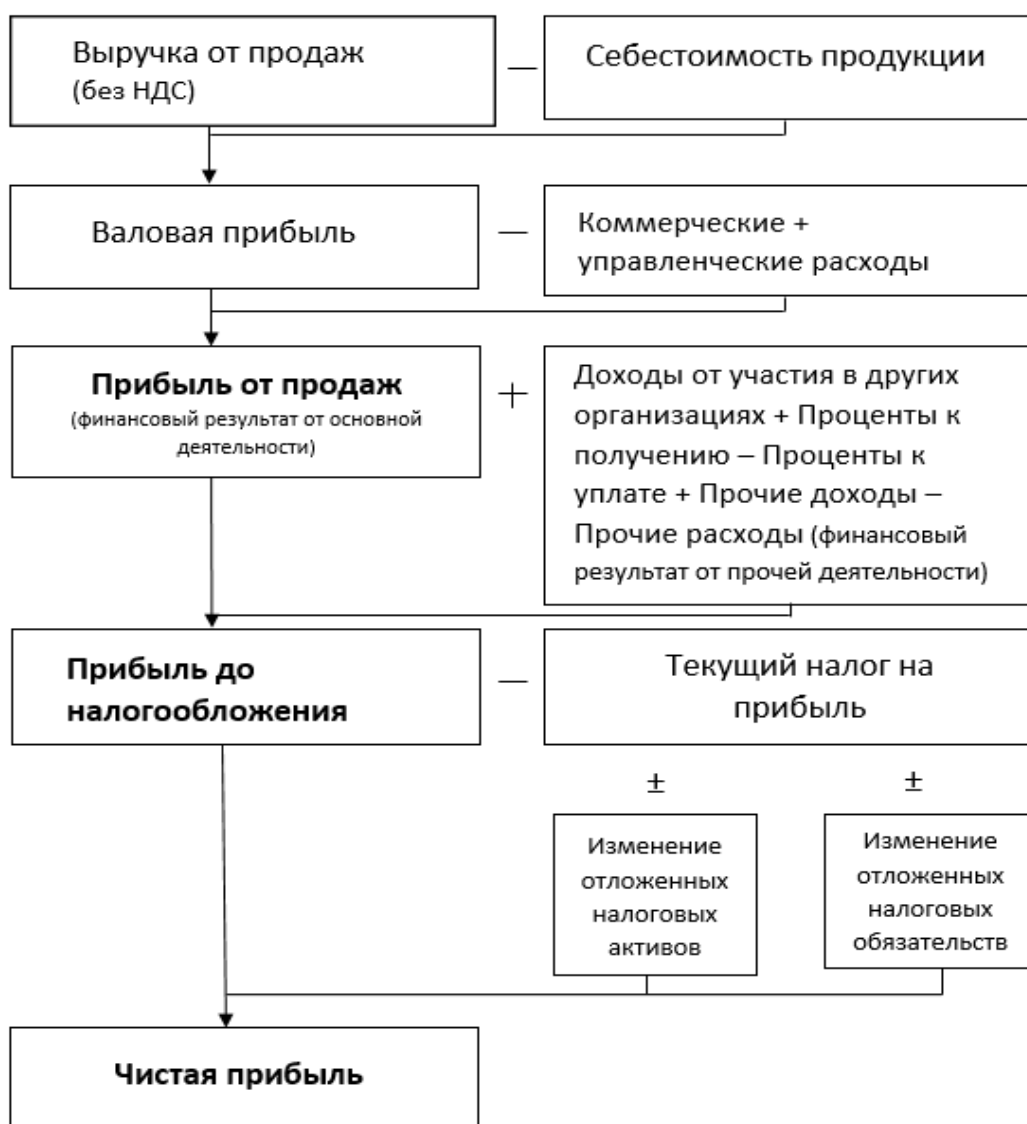 Выручка от продаж
(без НДС)
—
Себестоимость продукции
Валовая прибыль
—
Коммерческие +
управленческие расходы
Прибыль от продаж
(финансовый результат от основной
деятельности)
+
Доходы от участия в других
организациях + Проценты к
получению – Проценты к
уплате + Прочие доходы –
Прочие расходы (финансовый
результат от прочей деятельности)
Прибыль до
налогообложения
—
Текущий налог на
прибыль
±
±
Изменение
отложенных
налоговых
активов
Изменение
отложенных
налоговых
обязательств
Чистая прибыль